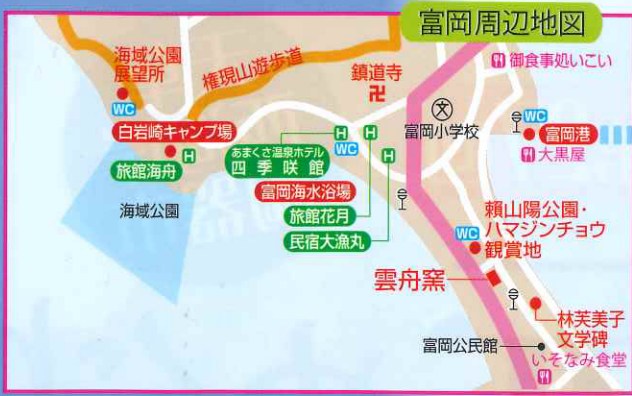 富岡周辺地図
海域公園
展望所
WC
権現山遊歩道
鎮道寺
卍
御食事処いこい
文
富岡小学校
WC
富岡港
大黒屋
白岩崎キャンプ場
旅館海舟
H
海域公園
あまくさ温泉ホテル
四季咲館
H
WC
H
H
富岡海水浴場
旅館花月
民宿大漁丸
頼山陽公園・
ハマジンチョウ
観賞地
WC
雲舟窯
林芙美子
文学碑
富岡公民館
いそなみ食堂